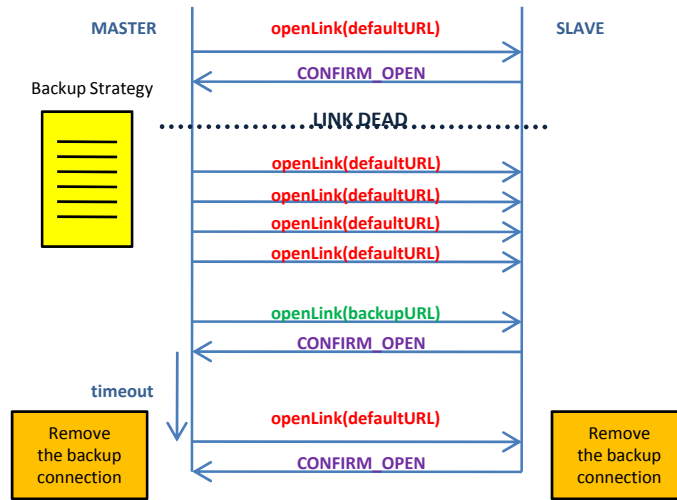 MASTER
openLink(defaultURL)
SLAVE
CONFIRM_OPEN
Backup Strategy
LINK DEAD
openLink(defaultURL)
openLink(defaultURL)
openLink(defaultURL)
openLink(defaultURL)
openLink(backupURL)
CONFIRM_OPEN
timeout
openLink(defaultURL)
Remove
the backup
connection
CONFIRM_OPEN
Remove
the backup
connection